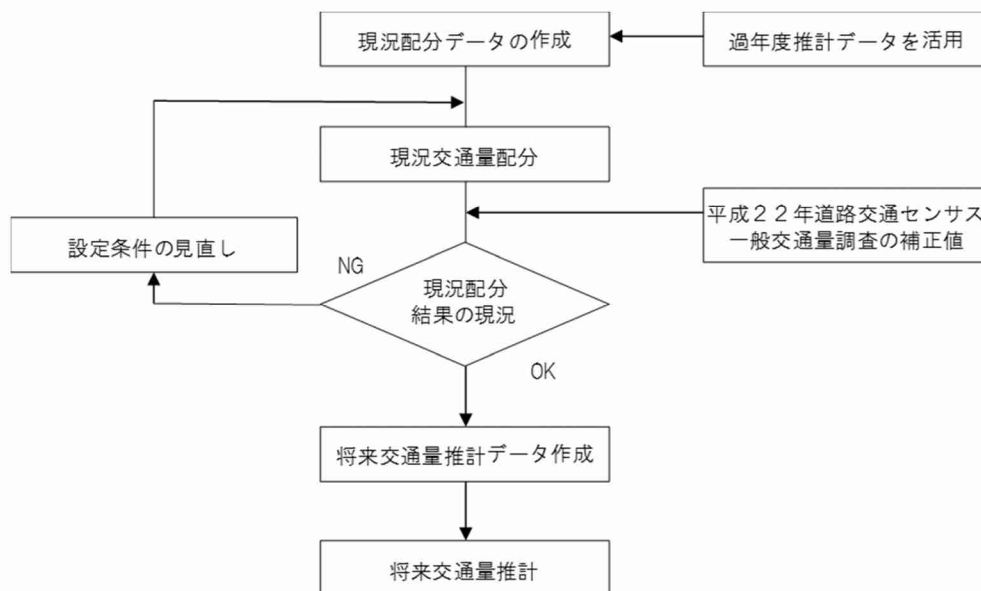 現況配分データの作成
過年度推計データを活用
現況交通量配分
平成２２年道路交通センサス
一般交通量調査の補正値
設定条件の見直し
NG
現況配分
結果の現況
OK
将来交通量推計データ作成
将来交通量推計